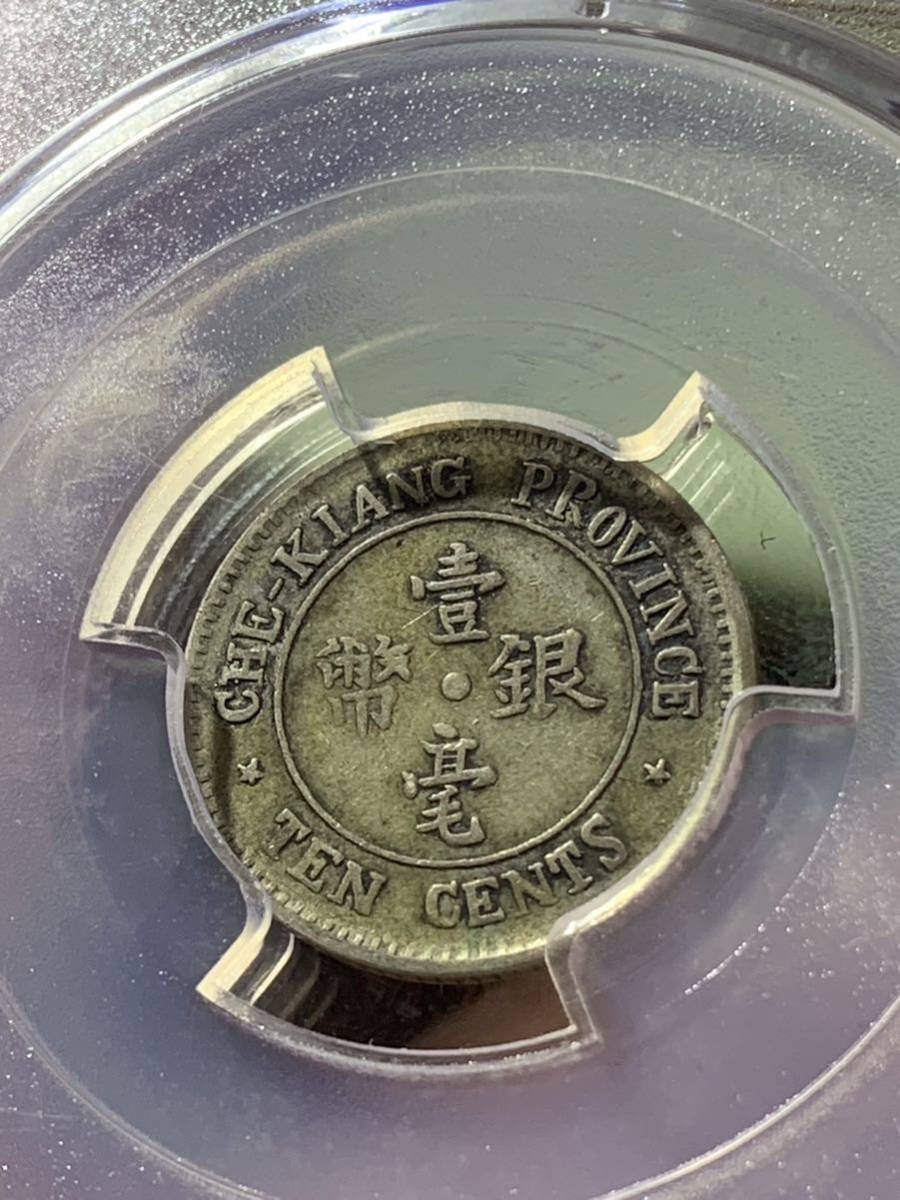 CHE-KIANG PROVINCE
壹
幣 · 銀
毫
TEN CENTS